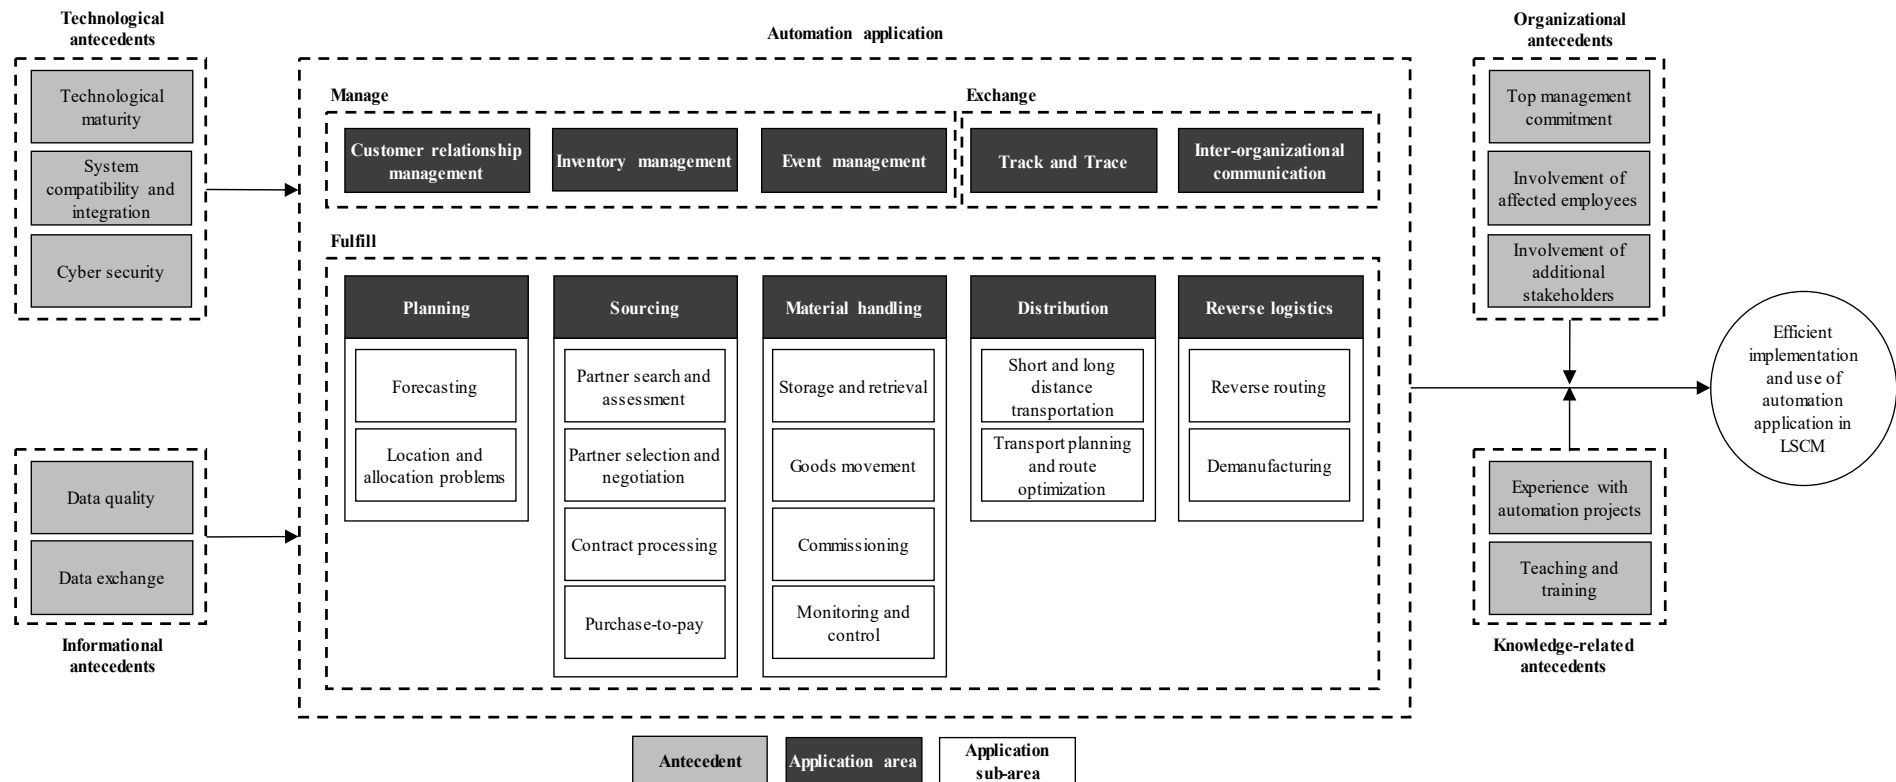 Technological
antecedents
Technological
maturity
System
compatibility and
integration
Cyber security
Data quality
Data exchange
Informational
antecedents
Automation application
Manage
Customer relationship
management
Inventory management
Event management
Exchange
Track and Trace
Inter-organizational
communication
Fulfill
Planning
Forecasting
Location and
allocation problems
Sourcing
Partner search and
assessment
Partner selection and
negotiation
Contract processing
Purchase-to-pay
Material handling
Storage and retrieval
Goods movement
Commissioning
Monitoring and
control
Distribution
Short and long
distance
transportation
Transport planning
and route
optimization
Reverse logistics
Reverse routing
Demanufacturing
Organizational
antecedents
Top management
commitment
Involvement of
affected employees
Involvement of
additional
stakeholders
Experience with
automation projects
Teaching and
training
Knowledge-related
antecedents
Efficient
implementation
and use of
automation
application in
LSCM
Antecedent
Application area
Application
sub-area